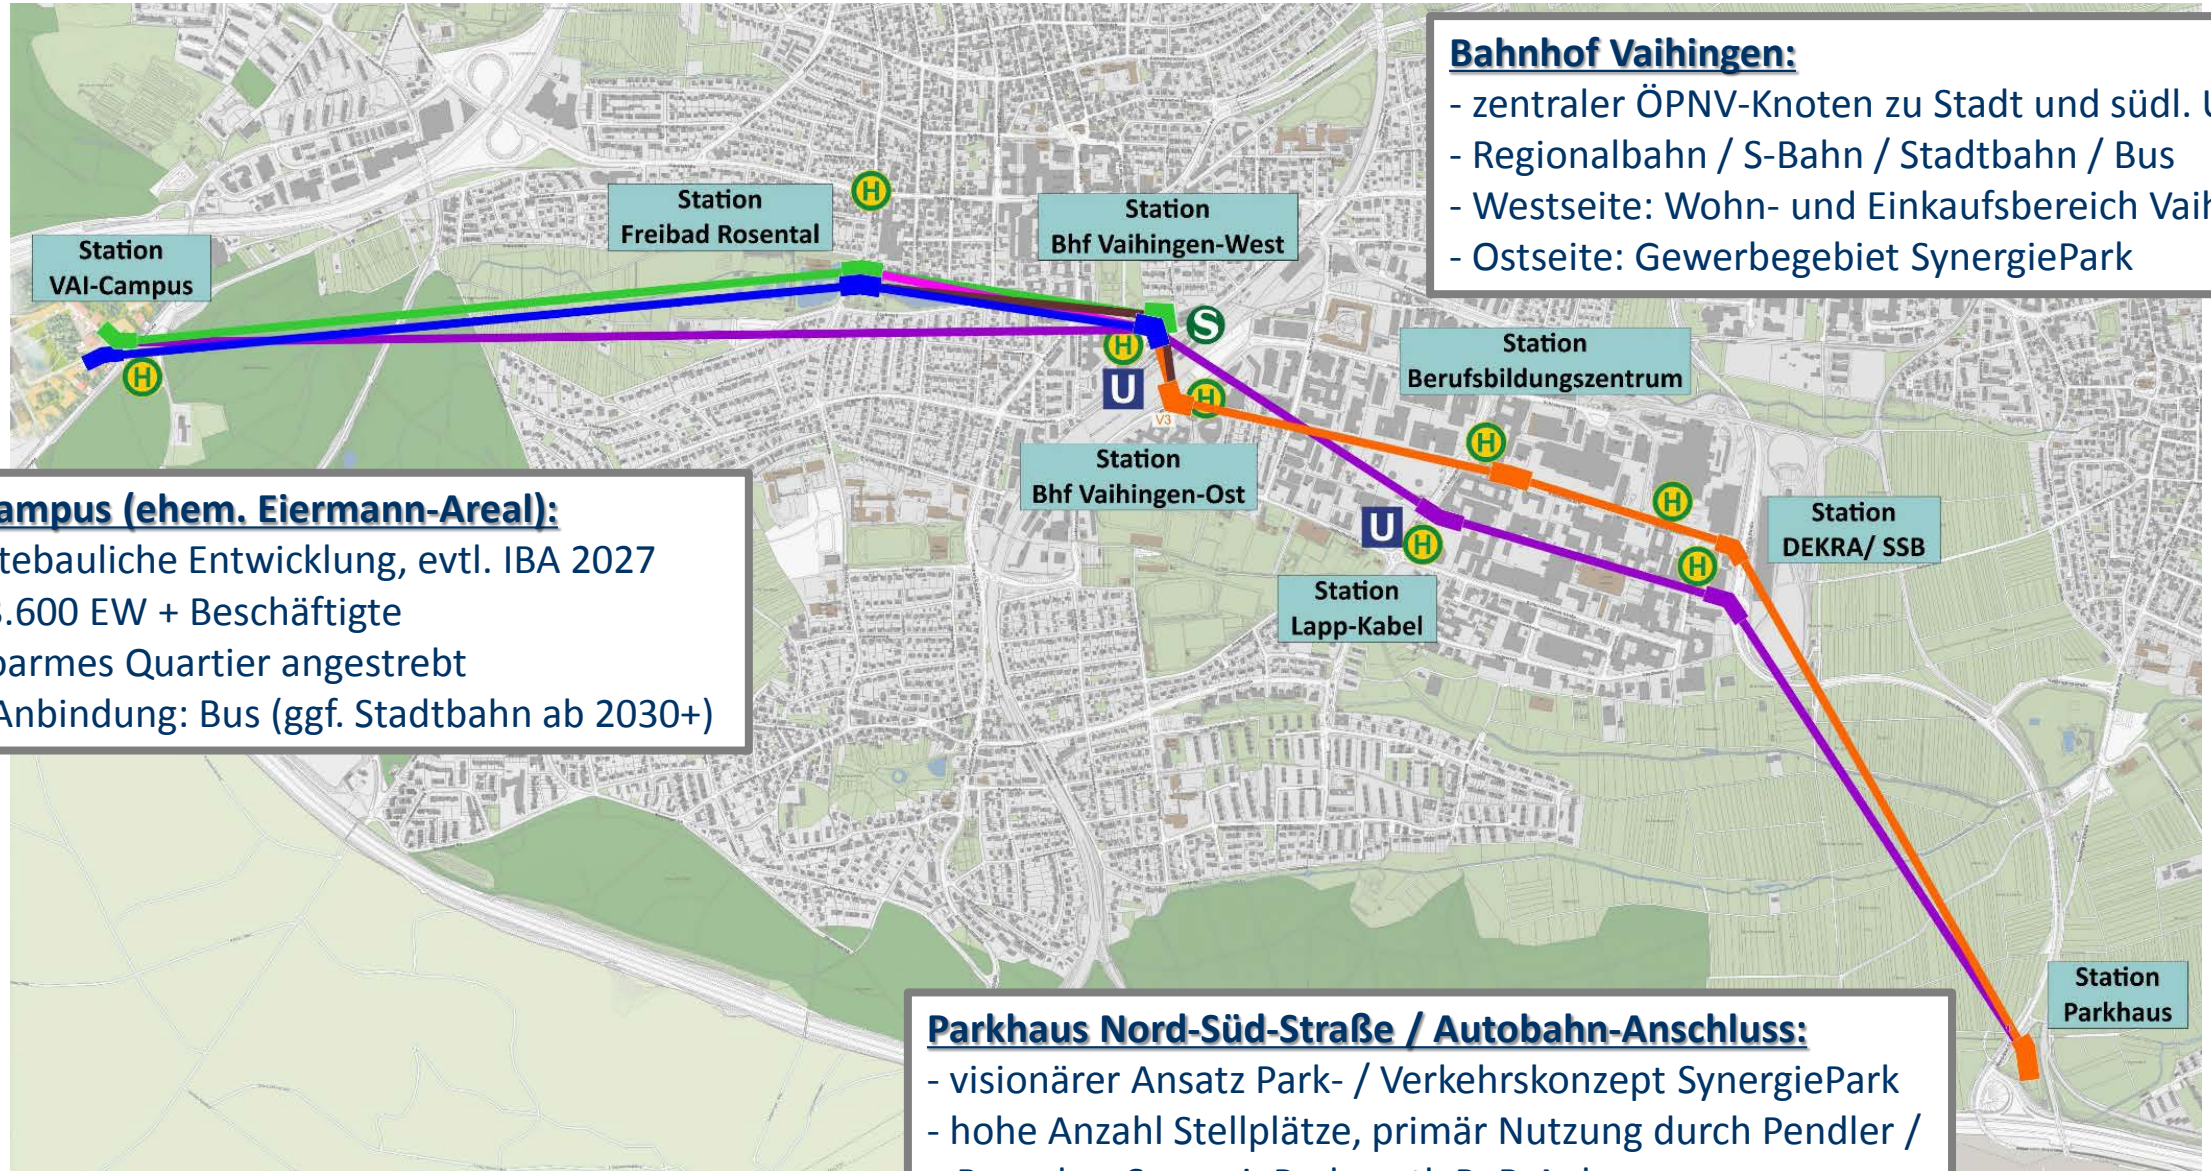 Bahnhof Vaihingen:
- zentraler ÖPNV-Knoten zu Stadt und südl.
- Regionalbahn / S-Bahn / Stadtbahn / Bus
- Westseite: Wohn- und Einkaufsbereich
- Ostseite: Gewerbegebiet SynergiePark
Station
Freibad Rosental
H
Station
Bhf Vaihingen-West
Station
VAI-Campus
H
S
H
U
H
V3
Station
Berufsbildungszentrum
H
Station
Bhf Vaihingen-Ost
H
U
H
H
Station
DEKRA/ SSB
Station
Lapp-Kabel
ampus (ehem. Eiermann-Areal):
tebauliche Entwicklung, evtl. IBA 2027
.600 EW + Beschäftigte
armes Quartier angestrebt
Anbindung: Bus (ggf. Stadtbahn ab 2030+)
Station
Parkhaus
Parkhaus Nord-Süd-Straße / Autobahn-Anschluss:
- visionärer Ansatz Park- / Verkehrskonzept SynergiePark
- hohe Anzahl Stellplätze, primär Nutzung durch Pendler /